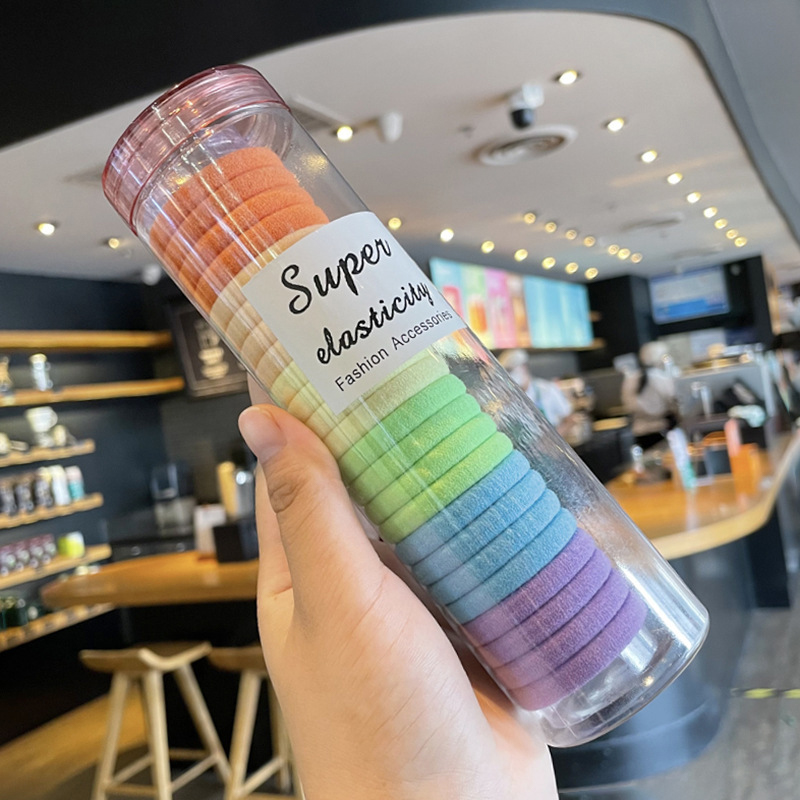 Super
elasticity
Fashion Accessories